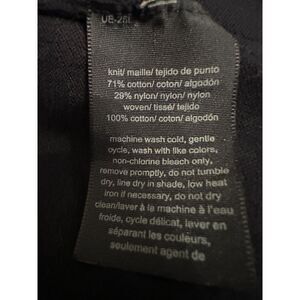 UE-25L
knit/ maille/ tejido de punto
71% cotton/ coton/ algodón
29% nylon/ nylon/ nylon
woven/ tissé/ tejido
100% cotton/ coton/ algodón
machine wash cold, gentle
cycle, wash with like colors,
non-chlorine bleach only,
remove promptly, do not tumble
dry, line dry in shade, low heat
iron if necessary, do not dry
clean/laver à la machine à l'eau
froide, cycle délicat, laver en
séparant les couleurs,
seulement agent de